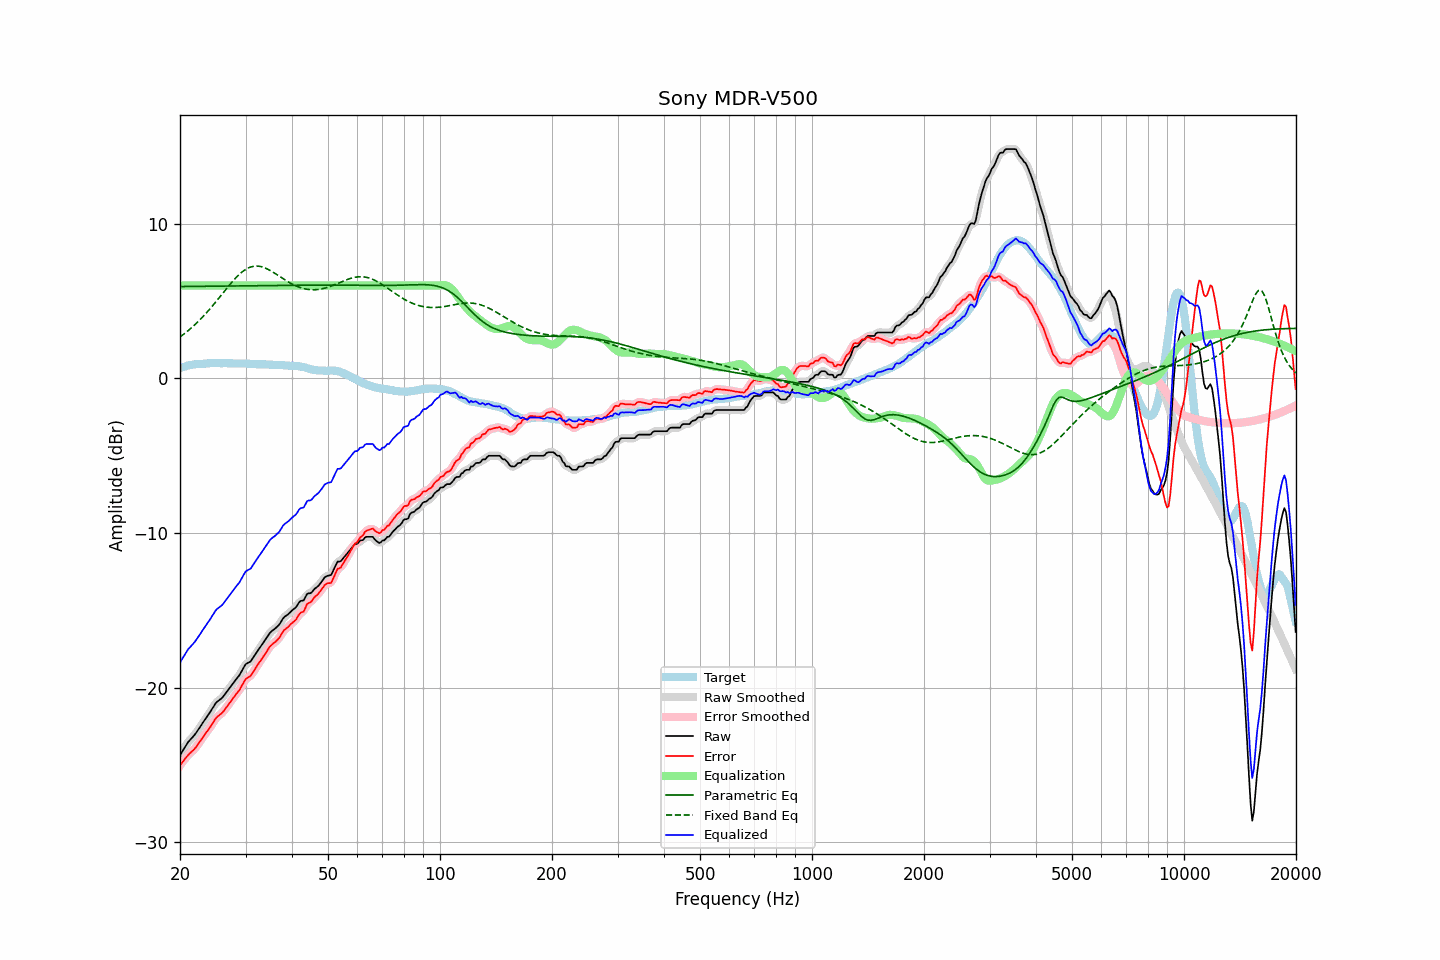 Sony MDR-V500
Amplitude (dBr)
10
0
−10
−20
−30
Target
Raw Smoothed
Error Smoothed
Raw
Error
Equalization
Parametric Eq
Fixed Band Eq
Equalized
20 50 100 200 500 1000 2000 5000 10000 20000
Frequency (Hz)